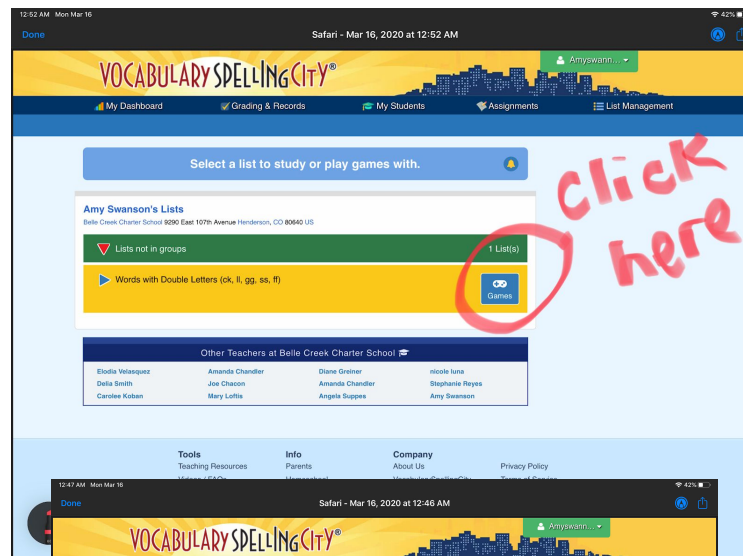 12:52 AM Mon Mar 16
42%
Done
Safari - Mar 16, 2020 at 12:52 AM
VOCABULARY SPELLINGCITY®
Amyswann...
My Dashboard
Grading & Records
My Students
Assignments
List Management
Select a list to study or play games with.
click
here
Amy Swanson's Lists
Belle Creek Charter School 9290 East 107th Avenue Henderson, CO 80640 US
Lists not in groups
1 List(s)
Words with Double Letters (ck, ll, gg, ss, ff)
Games
Other Teachers at Belle Creek Charter School
Elodia Velasquez
Amanda Chandler
Diane Greiner
nicole luna
Delia Smith
Joe Chacon
Amanda Chandler
Stephanie Reyes
Carolee Koban
Mary Loftis
Angela Suppes
Amy Swanson
Tools
Info
Company
Teaching Resources
Parents
About Us
Privacy Policy
12:47 AM Mon Mar 16
42%
Done
Safari - Mar 16, 2020 at 12:46 AM
VOCABULARY SPELLINGCITY®
Amyswann...